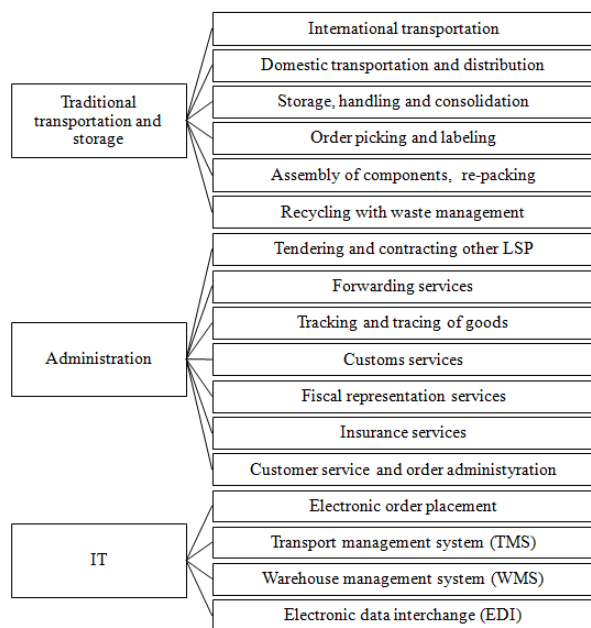 International transportation
Domestic transportation and distribution
Traditional
transportation and
storage
Storage, handling and consolidation
Order picking and labeling
Assembly of components, re-packing
Recycling with waste management
Tendering and contracting other LSP
Forwarding services
Tracking and tracing of goods
Administration
Customs services
Fiscal representation services
Insurance services
Customer service and order administyration
Electronic order placement
IT
Transport management system (TMS)
Warehouse management system (WMS)
Electronic data interchange (EDI)